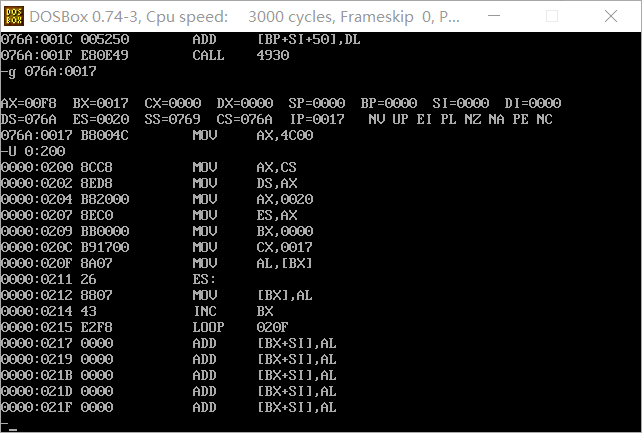 DOS
BOX
DOSBox 0.74-3, Cpu speed:    3000 cycles, Frameskip  0, P...
076A:001C 005250        ADD     [BP+SI+50],DL
076A:001F E80E49        CALL    4930
-g 076A:0017
AX=00F8  BX=0017  CX=0000  DX=0000  SP=0000  BP=0000  SI=0000  DI=0000
DS=076A  ES=0020  SS=0769  CS=076A  IP=0017   NV UP EI PL NZ NA PE NC
076A:0017 B8004C        MOV     AX,4C00
-U 0:200
0000:0200 8CC8          MOV     AX,CS
0000:0202 8ED8          MOV     DS,AX
0000:0204 B82000        MOV     AX,0020
0000:0207 8EC0          MOV     ES,AX
0000:0209 BB0000        MOV     BX,0000
0000:020C B91700        MOV     CX,0017
0000:020F 8A07          MOV     AL,[BX]
0000:0211 26            ES:
0000:0212 8807          MOV     [BX],AL
0000:0214 43            INC     BX
0000:0215 E2F8          LOOP    020F
0000:0217 0000          ADD     [BX+SI],AL
0000:0219 0000          ADD     [BX+SI],AL
0000:021B 0000          ADD     [BX+SI],AL
0000:021D 0000          ADD     [BX+SI],AL
0000:021F 0000          ADD     [BX+SI],AL
-_